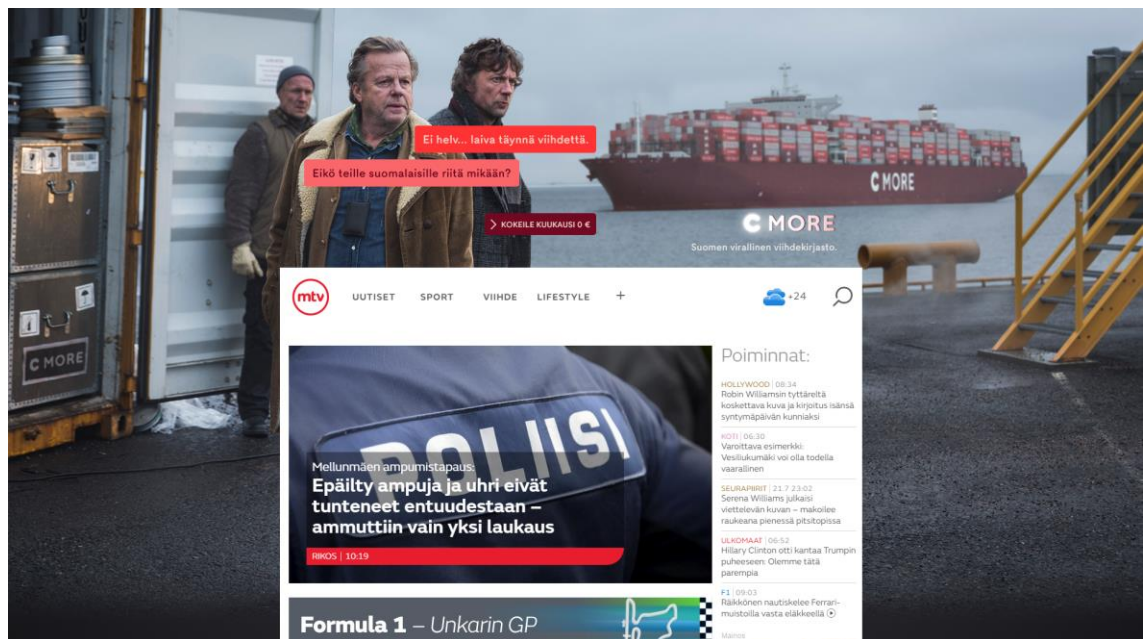 Ei helv... laiva täynnä viihdettä.
Eikö teille suomalaisille riitä mikään?
C MORE
KOKEILE KUUKAUSI 0 €
C MORE
Suomen virallinen viihdekirjasto.
C MORE
mtv
UUTISET
SPORT
VIIHDE
LIFESTYLE
+
+24
POLIISI
Mellunmäen ampumistapaus:
Epäilty ampuja ja uhri eivät
tunteneet entuudestaan –
ammuttiin vain yksi laukaus
RIKOS | 10:19
Formula 1 – Unkarin GP
Poiminnat:
HOLLYWOOD | 08:34
Robin Williamsin tyttäreltä
koskettava kuva ja kirjoitus isänsä
syntymäpäivän kunniaksi
KOTI | 06:30
Varoittava esimerkki:
Vesiliukumäki voi olla todella
vaarallinen
SEURAPIIRIT | 21.7 23:02
Serena Williams julkaisi
viettelevän kuvan – makoilee
raukeana pienessä pitsitopissa
ULKOMAAT | 06:52
Hillary Clinton otti kantaa Trumpin
puheeseen: Olemme tätä
parempia
F1 | 09:03
Räikkönen nautiskelee Ferrari-
muistoilla vasta eläkkeellä
Mainos